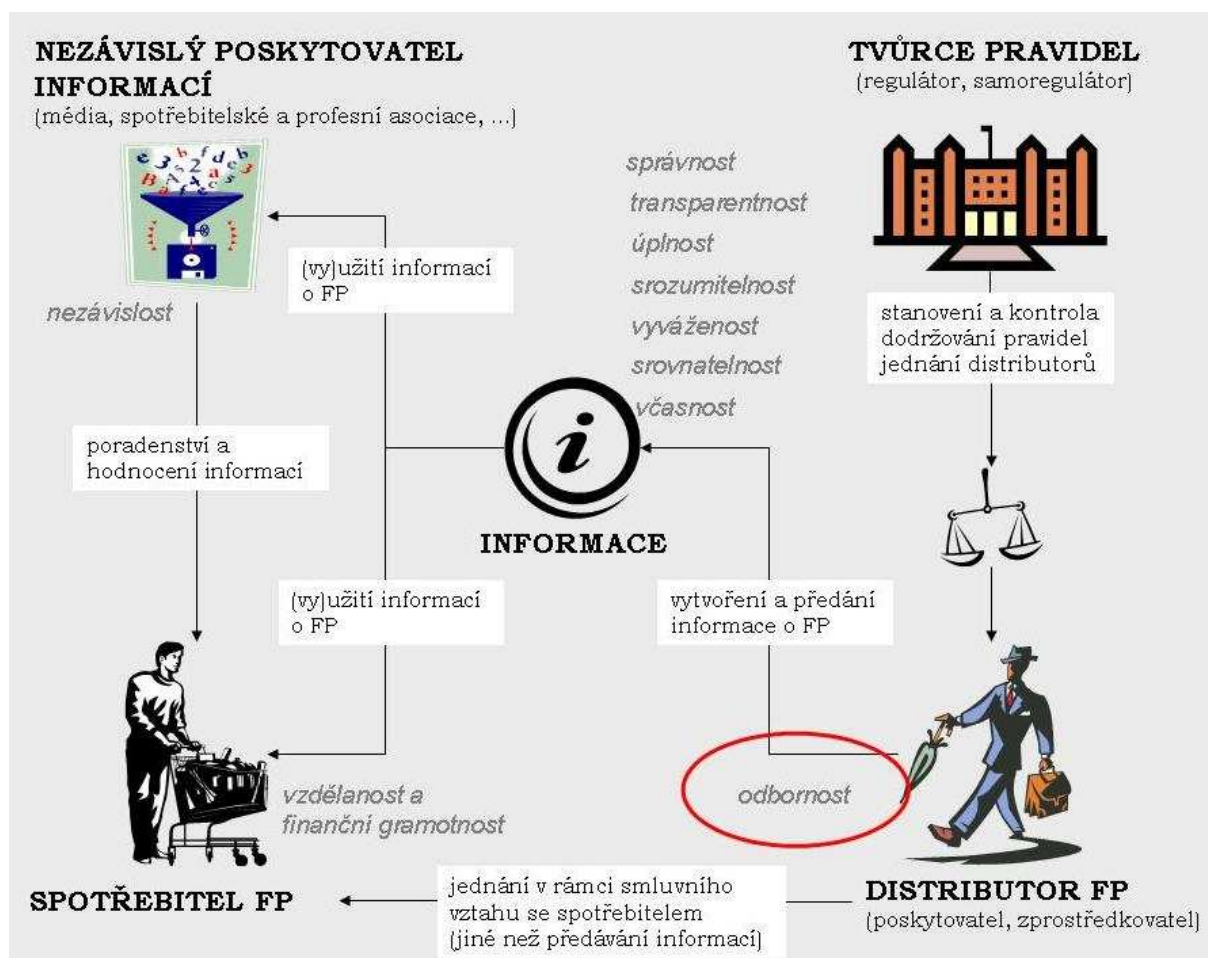 NEZÁVISLÝ POSKYTOVATEL
INFORMACÍ
(média, spotřebitelské a profesní asociace, ...)
TVŮRCE PRAVIDEL
(regulátor, samoregulátor)
správnost
transparentnost
úplnost
srozumitelnost
vyváženost
srovnatelnost
včasnost
(vy)užití informací
o FP
nezávislost
stanovení a kontrola
dodržování pravidel
jednání distributorů
poradenství a
hodnocení informací
i
INFORMACE
(vy)užití informací
o FP
vytvoření a předání
informace o FP
vzdělanost a
finanční gramotnost
odbornost
SPOTŘEBITEL FP
jednání v rámci smluvního
vztahu se spotřebitelem
(jiné než předávání informací)
DISTRIBUTOR FP
(poskytovatel, zprostředkovatel)